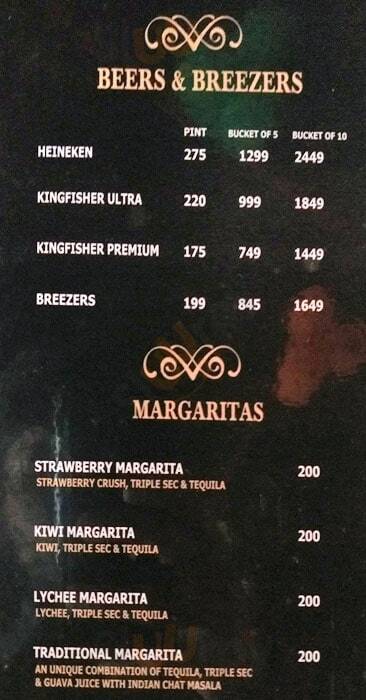 BEERS & BREEZERS
PINT BUCKET OF 5 BUCKET OF 10
HEINEKEN 275 1299 2449
KINGFISHER ULTRA 220 999 1849
KINGFISHER PREMIUM 175 749 1449
BREEZERS 199 845 1649
MARGARITAS
STRAWBERRY MARGARITA 200
STRAWBERRY CRUSH, TRIPLE SEC & TEQUILA
KIWI MARGARITA 200
KIWI, TRIPLE SEC & TEQUILA
LYCHEE MARGARITA 200
LYCHEE, TRIPLE SEC & TEQUILA
TRADITIONAL MARGARITA 200
AN UNIQUE COMBINATION OF TEQUILA, TRIPLE SEC
& GUAVA JUICE WITH INDIAN CHAT MASALA